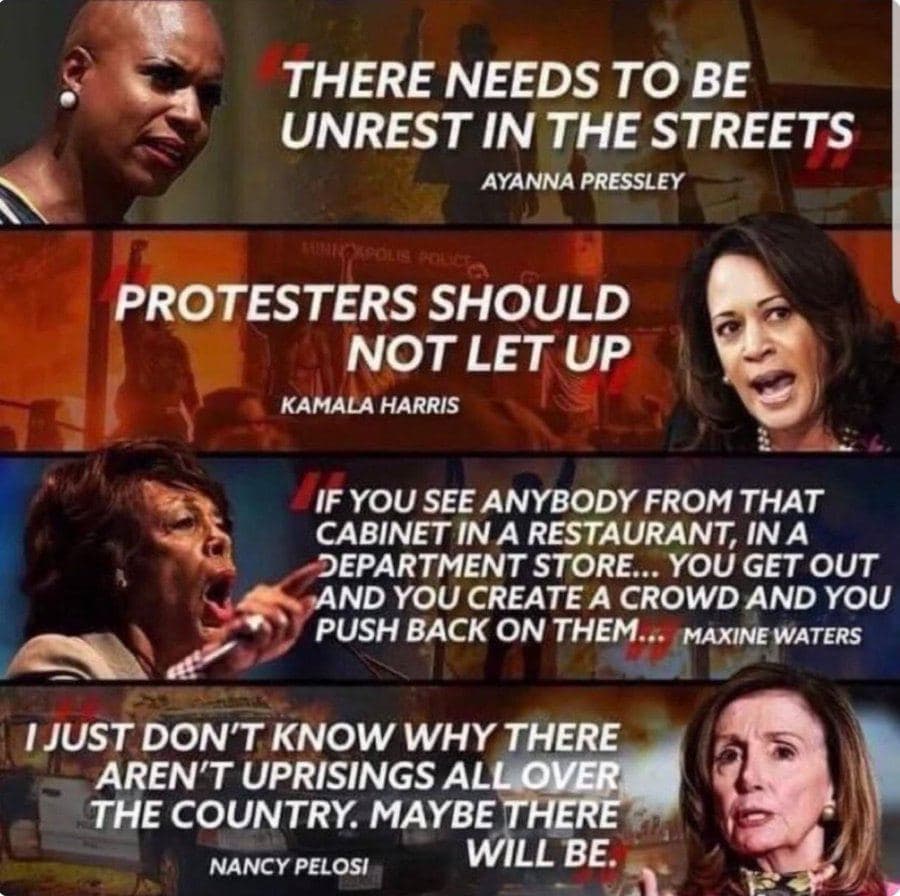 "THERE NEEDS TO BE
UNREST IN THE STREETS"
AYANNA PRESSLEY
MINNEAPOLIS POLICE
"PROTESTERS SHOULD
NOT LET UP"
KAMALA HARRIS
"IF YOU SEE ANYBODY FROM THAT
CABINET IN A RESTAURANT, IN A
DEPARTMENT STORE... YOU GET OUT
AND YOU CREATE A CROWD AND YOU
PUSH BACK ON THEM..." MAXINE WATERS
"I JUST DON'T KNOW WHY THERE
AREN'T UPRISINGS ALL OVER
THE COUNTRY. MAYBE THERE
WILL BE."
NANCY PELOSI